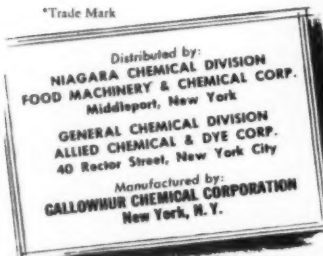 *Trade Mark
Distributed by:
NIAGARA CHEMICAL DIVISION
FOOD MACHINERY & CHEMICAL CORP.
Middleport, New York
GENERAL CHEMICAL DIVISION
ALLIED CHEMICAL & DYE CORP.
40 Rector Street, New York City
Manufactured by:
GALLOWHUR CHEMICAL CORPORATION
New York, N. Y.